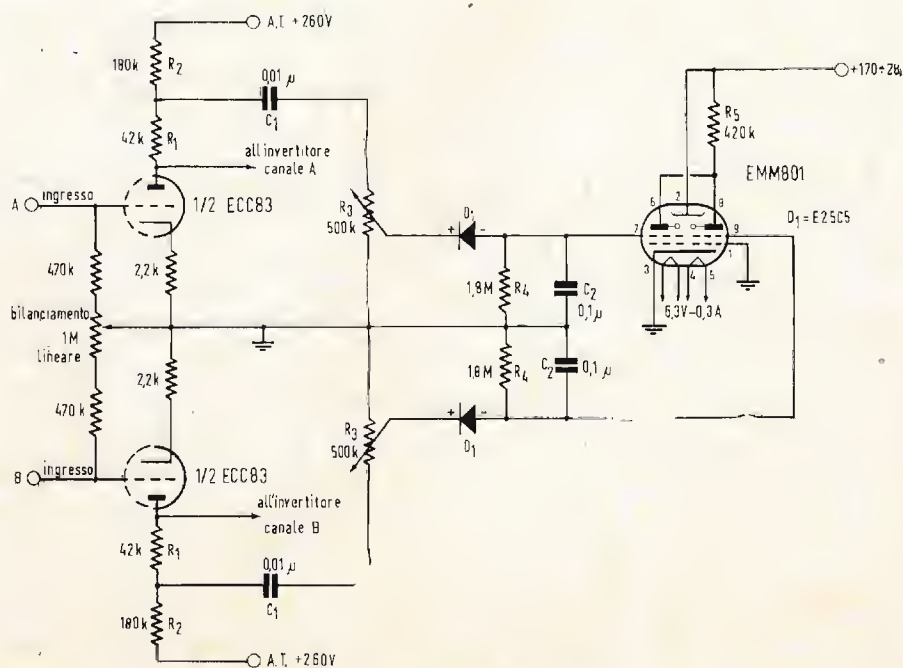 A.T. +260V
180k R2
0,01 µ
C1
42k R1
all'invertitore
canale A
A ingresso
1/2 ECC83
470k
2,2k
bilanciamento
1M
lineare
2,2k
470k
B ingresso
1/2 ECC83
all'invertitore
canale B
42k R1
0,01 µ
C1
180k R2
A.T. +260V
R3
500k
D1
+ -
1,8M R4
C2
0,1 µ
1,8M R4
C2 0,1 µ
R3
500k
+ -
D1
+170÷28
R5
420k
EMM801
6 2 8
7 9
1
3 4 5
D1 = E25C5
6,3V-0,3A